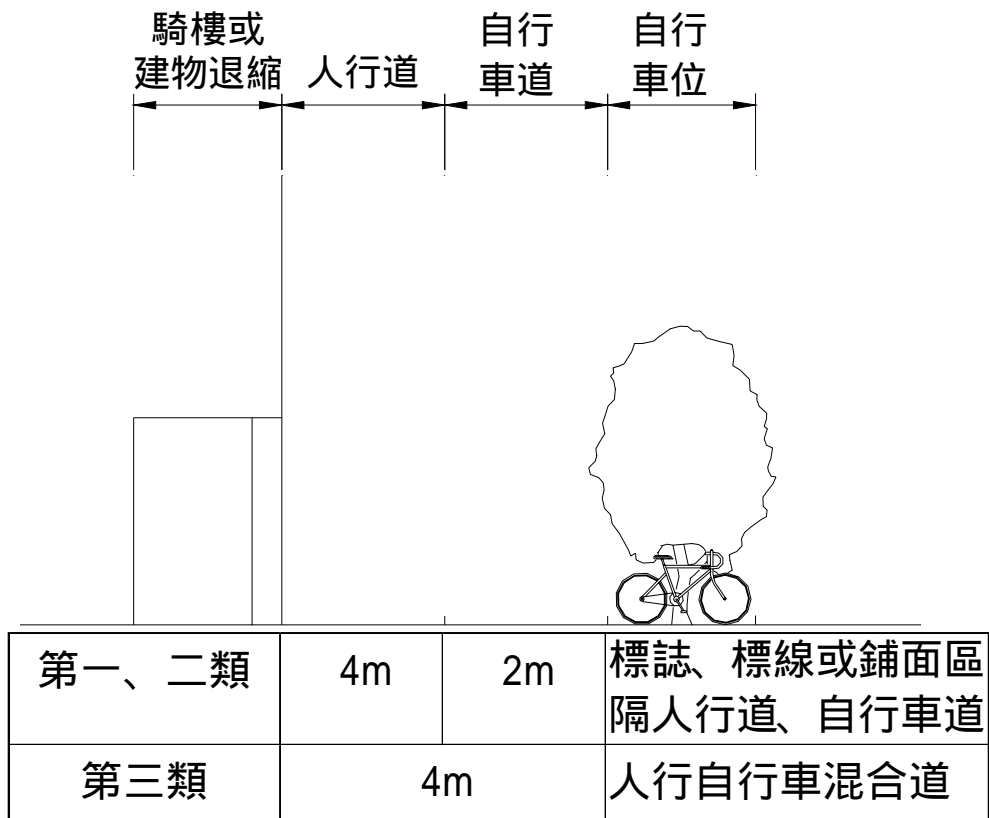 騎樓或
建物退縮
人行道
自行
車道
自行
車位
第一、二類
4m
2m
標誌、標線或鋪面區
隔人行道、自行車道
第三類
4m
人行自行車混合道